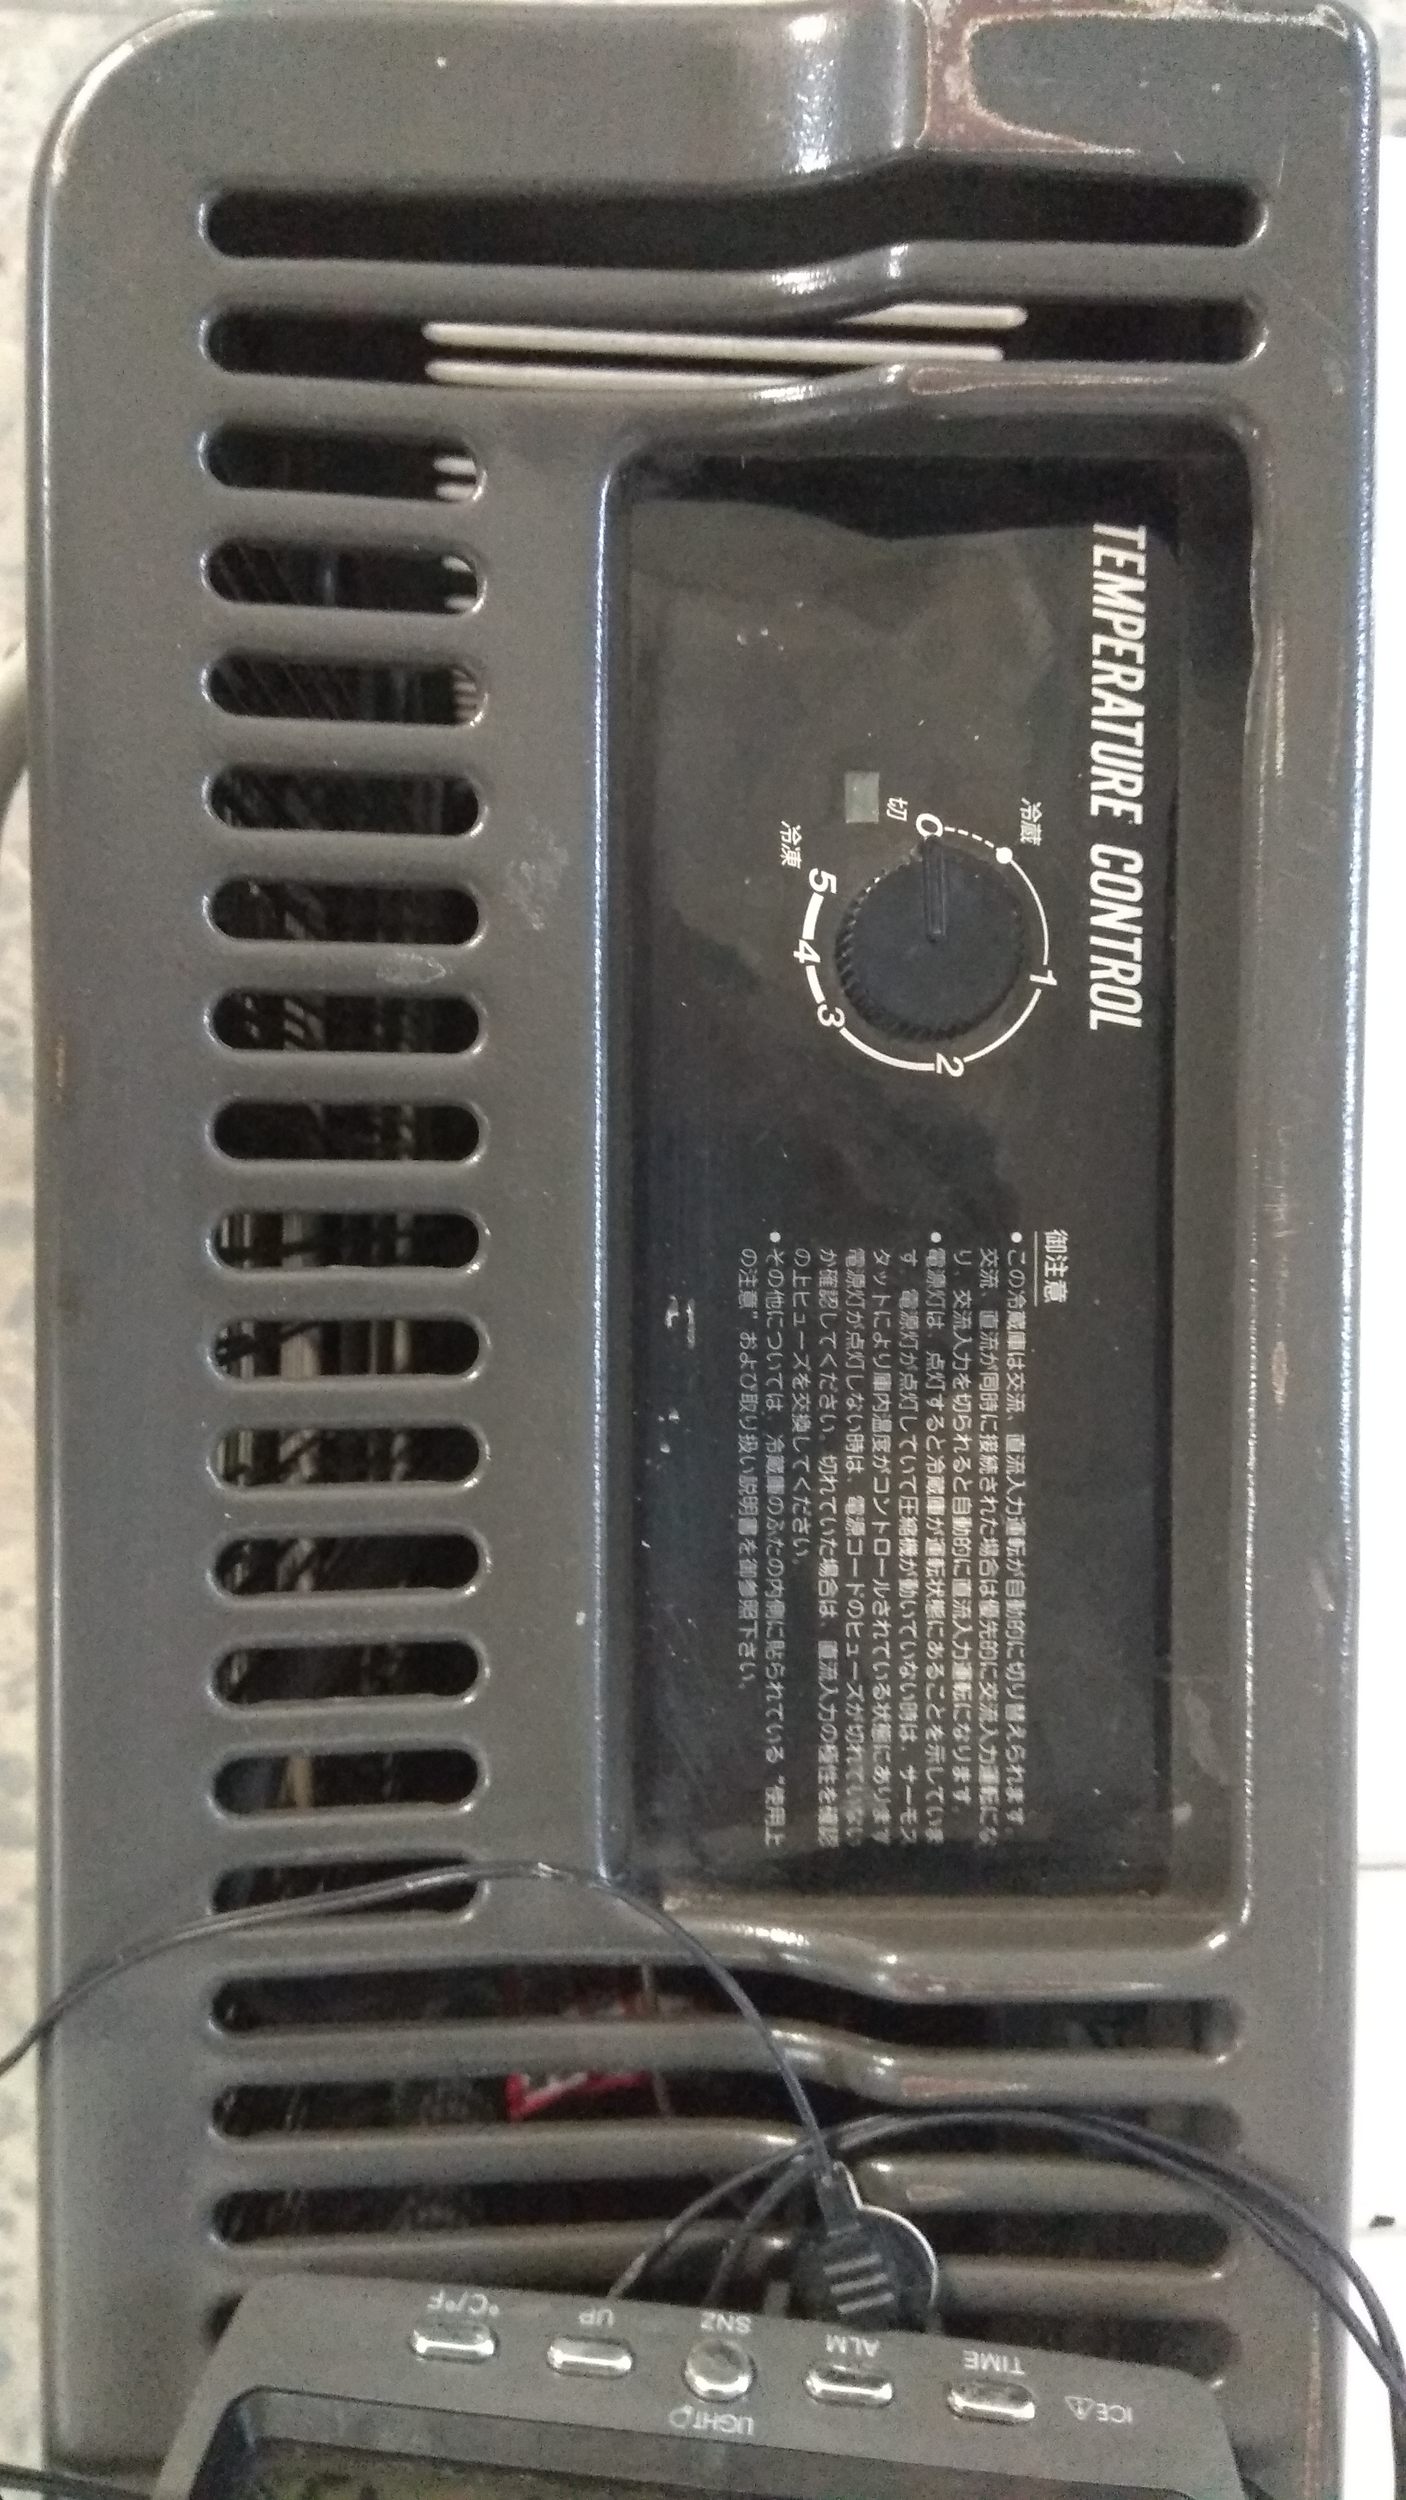 TEMPERATURE CONTROL
冷蔵
切
冷凍
1
2
3
4
5
御注意
●この冷蔵庫は交流、直流入力運転が自動的に切り替えられます。
交流、直流が同時に接続された場合は優先的に交流入力運転にな
り、交流入力を切られると自動的に直流入力運転になります。
●電源灯は、点灯すると冷蔵庫が運転状態にあることを示していま
す。電源灯が点灯していて圧縮機が動いていない時は、サーモス
タットにより庫内温度がコントロールされている状態にあります
電源灯が点灯しない時は、電源コードのヒューズが切れていない
か確認してください。切れていた場合は、直流入力の極性を確認
の上ヒューズを交換してください。
●その他については、冷蔵庫のふたの内側に貼られている“使用上
の注意”および取り扱い説明書を御参照下さい。
°C/°F
UP
SNZ
ALM
TIME
LIGHT
ICE